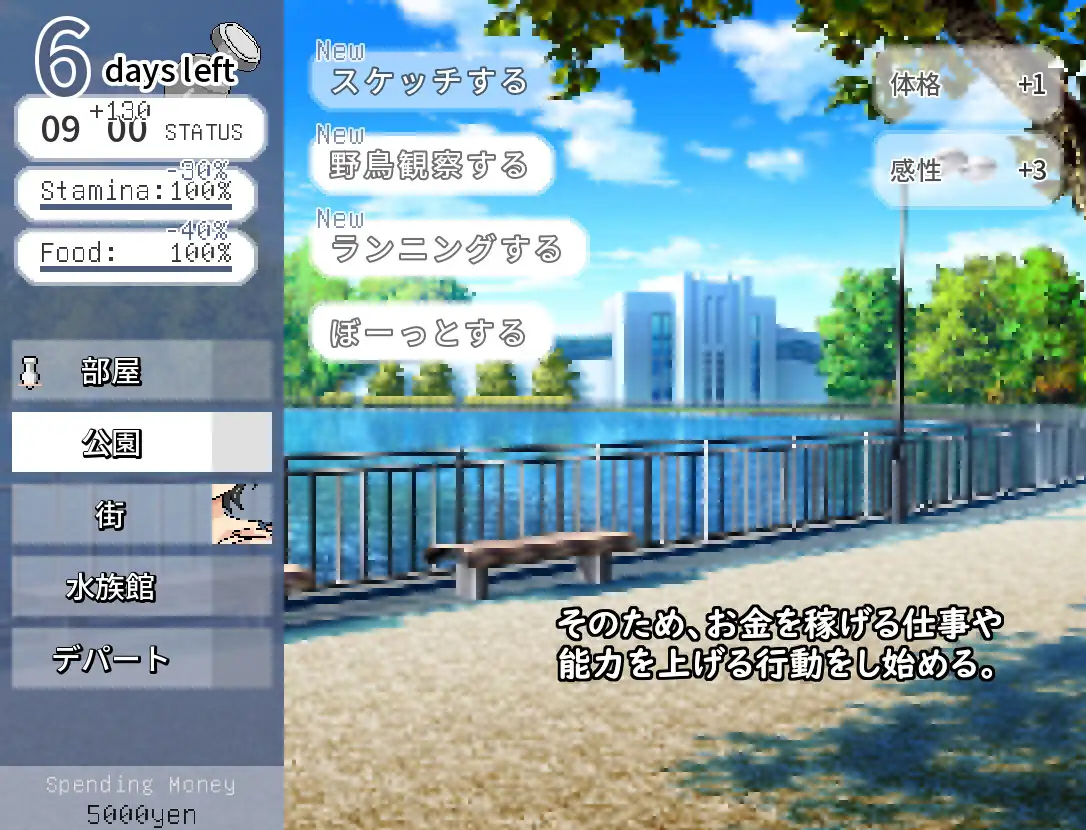 6 days left
+130
09 00 STATUS
-30%
Stamina:100%
-40%
Food: 100%
部屋
公園
街
水族館
デパート
Spending Money
5000yen
New
スケッチする
New
野鳥観察する
New
ランニングする
ぼーっとする
体格 +1
感性 +3
そのため、お金を稼げる仕事や
能力を上げる行動をし始める。